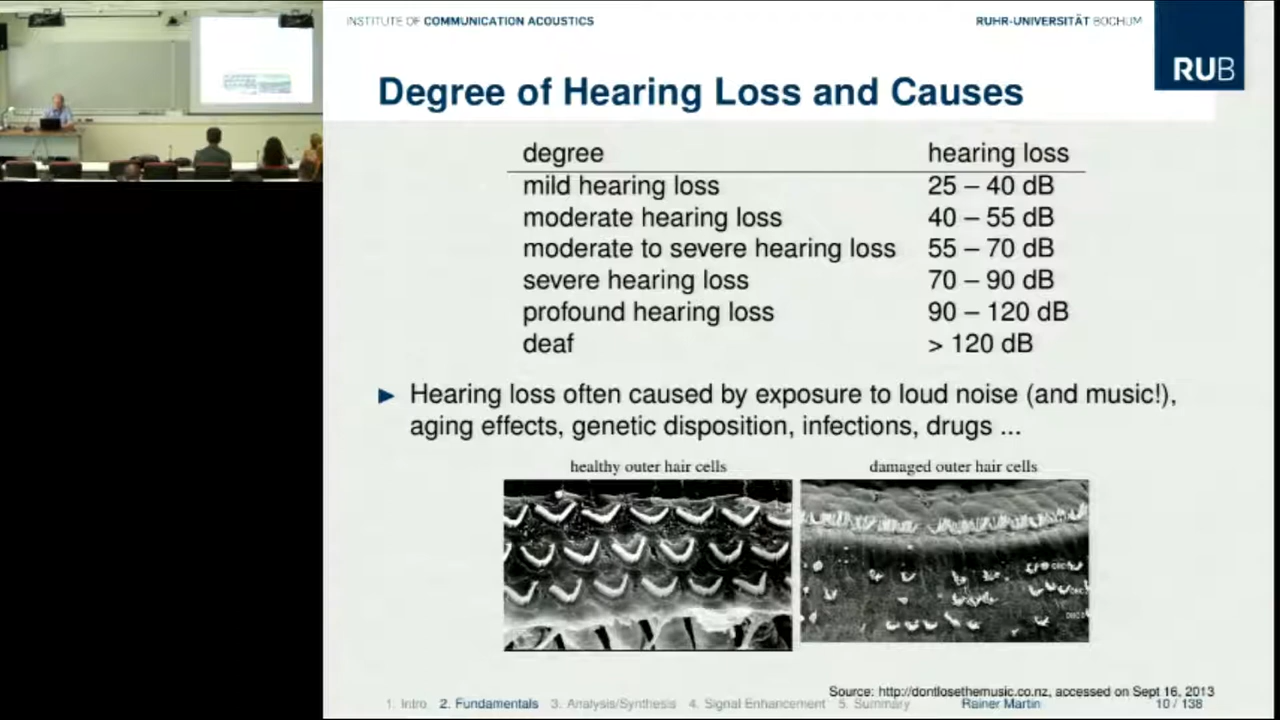 INSTITUTE OF COMMUNICATION ACOUSTICS
RUHR-UNIVERSITÄT BOCHUM
RUB
Degree of Hearing Loss and Causes
degree hearing loss
mild hearing loss 25 – 40 dB
moderate hearing loss 40 – 55 dB
moderate to severe hearing loss 55 – 70 dB
severe hearing loss 70 – 90 dB
profound hearing loss 90 – 120 dB
deaf > 120 dB
► Hearing loss often caused by exposure to loud noise (and music!),
aging effects, genetic disposition, infections, drugs ...
healthy outer hair cells damaged outer hair cells
Source: http://dontlosethemusic.co.nz, accessed on Sept 16, 2013
1. Intro 2. Fundamentals 3. Analysis/Synthesis 4. Signal Enhancement 5. Summary Rainer Martin 10 / 138